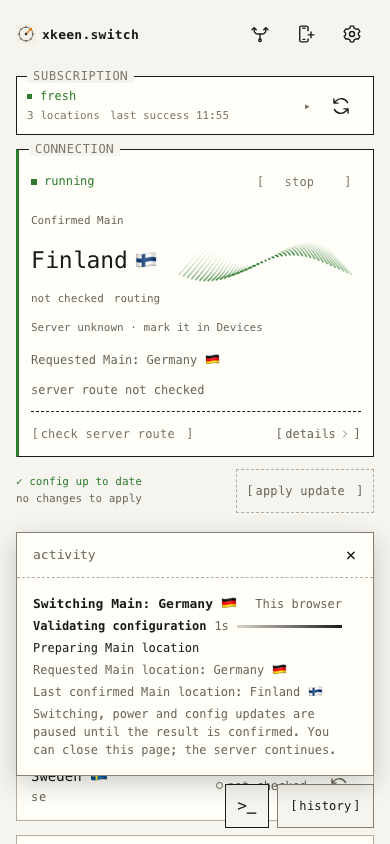 xkeen.switch
SUBSCRIPTION
fresh
3 locations last success 11:55
CONNECTION
running
[ stop ]
Confirmed Main
Finland
not checked routing
Server unknown · mark it in Devices
Requested Main: Germany
server route not checked
[check server route ]
[details > ]
✓ config up to date
no changes to apply
[apply update ]
activity
×
Switching Main: Germany This browser
Validating configuration 1s
Preparing Main location
Requested Main location: Germany
Last confirmed Main location: Finland
Switching, power and config updates are
paused until the result is confirmed. You
can close this page; the server continues.
Sweden
not checked
se
>_
[history]